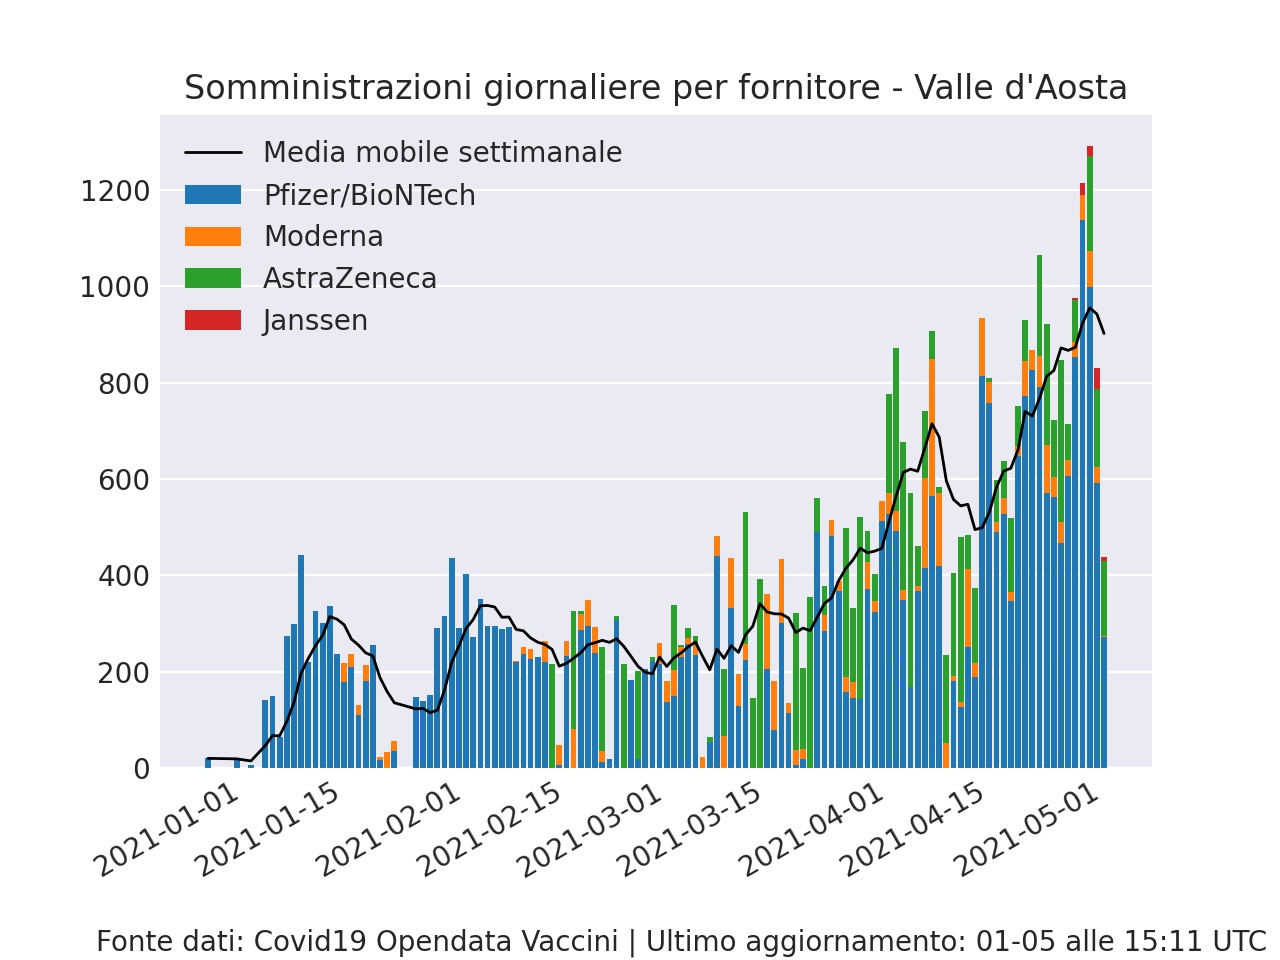 Somministrazioni giornaliere per fornitore - Valle d'Aosta
Media mobile settimanale
Pfizer/BioNTech
Moderna
AstraZeneca
Janssen
1200
1000
800
600
400
200
0
2021-01-01
2021-01-15
2021-02-01
2021-02-15
2021-03-01
2021-03-15
2021-04-01
2021-04-15
2021-05-01
Fonte dati: Covid19 Opendata Vaccini | Ultimo aggiornamento: 01-05 alle 15:11 UTC